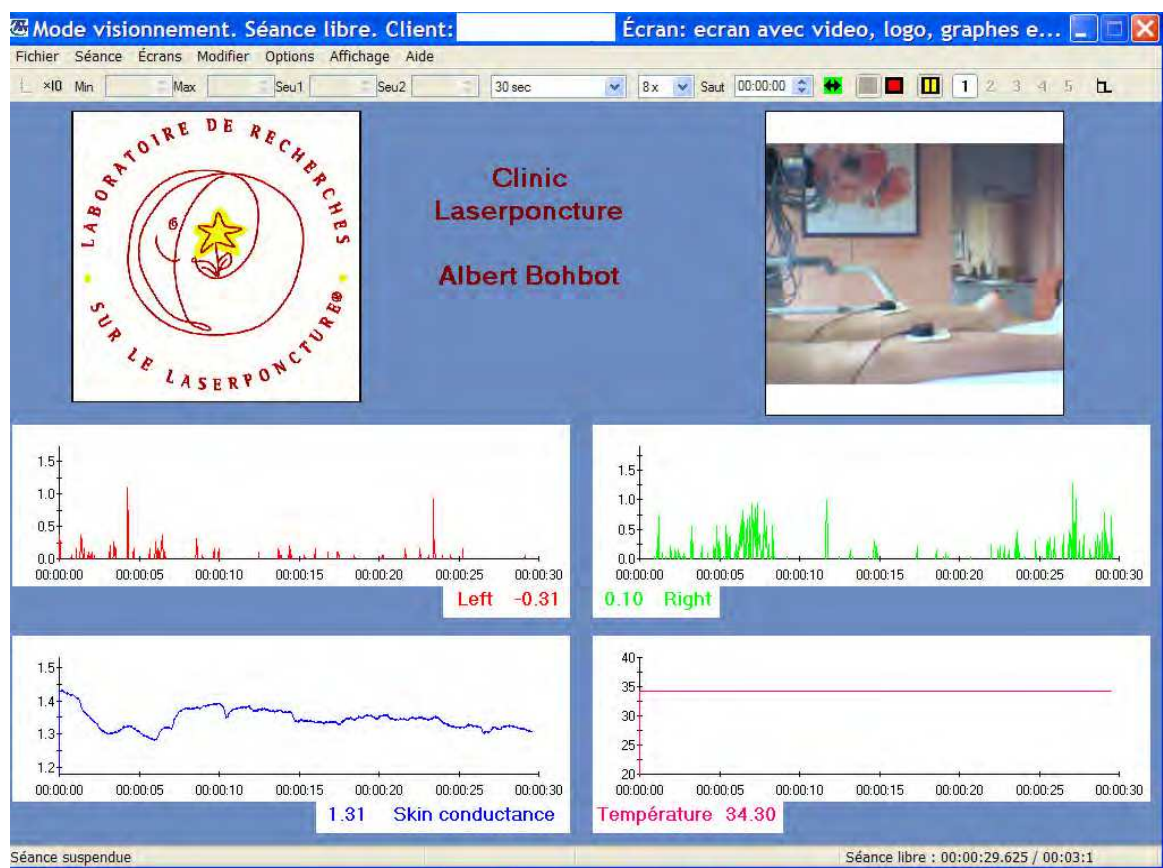 Mode visionnement. Séance libre. Client: Écran: ecran avec video, logo, graphes e...
Fichier Séance Écrans Modifier Options Affichage Aide
×10 Min Max Seu1 Seu2 30 sec 8 x Saut 00:00:00 1 2 3 4 5
LABORATOIRE DE RECHERCHES
SUR LE LASERPONCTURE®
Clinic
Laserponcture
Albert Bohbot
1.5
1.0
0.5
0.0
00:00:00 00:00:05 00:00:10 00:00:15 00:00:20 00:00:25 00:00:30
Left -0.31
1.5
1.0
0.5
0.0
00:00:00 00:00:05 00:00:10 00:00:15 00:00:20 00:00:25 00:00:30
0.10 Right
1.5
1.4
1.3
1.2
00:00:00 00:00:05 00:00:10 00:00:15 00:00:20 00:00:25 00:00:30
1.31 Skin conductance
40
35
30
25
20
00:00:00 00:00:05 00:00:10 00:00:15 00:00:20 00:00:25 00:00:30
Température 34.30
Séance suspendue
Séance libre : 00:00:29.625 / 00:03:1